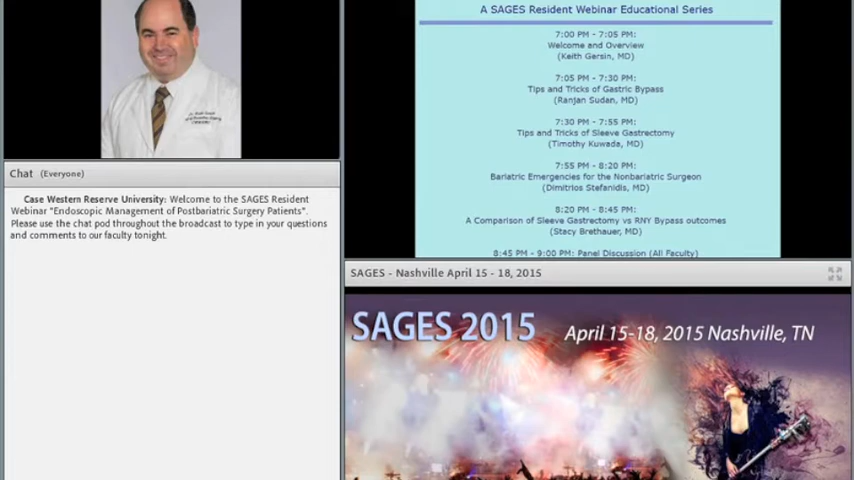 A SAGES Resident Webinar Educational Series
7:00 PM - 7:05 PM:
Welcome and Overview
(Keith Gersin, MD)
7:05 PM - 7:30 PM:
Tips and Tricks of Gastric Bypass
(Ranjan Sudan, MD)
7:30 PM - 7:55 PM:
Tips and Tricks of Sleeve Gastrectomy
(Timothy Kuwada, MD)
7:55 PM - 8:20 PM:
Bariatric Emergencies for the Nonbariatric Surgeon
(Dimitrios Stefanidis, MD)
8:20 PM - 8:45 PM:
A Comparison of Sleeve Gastrectomy vs RNY Bypass outcomes
(Stacy Brethauer, MD)
8:45 PM - 9:00 PM: Panel Discussion (All Faculty)
Chat (Everyone)
Case Western Reserve University: Welcome to the SAGES Resident
Webinar "Endoscopic Management of Postbariatric Surgery Patients".
Please use the chat pod throughout the broadcast to type in your questions
and comments to our faculty tonight.
SAGES - Nashville April 15 - 18, 2015
SAGES 2015 April 15-18, 2015 Nashville, TN